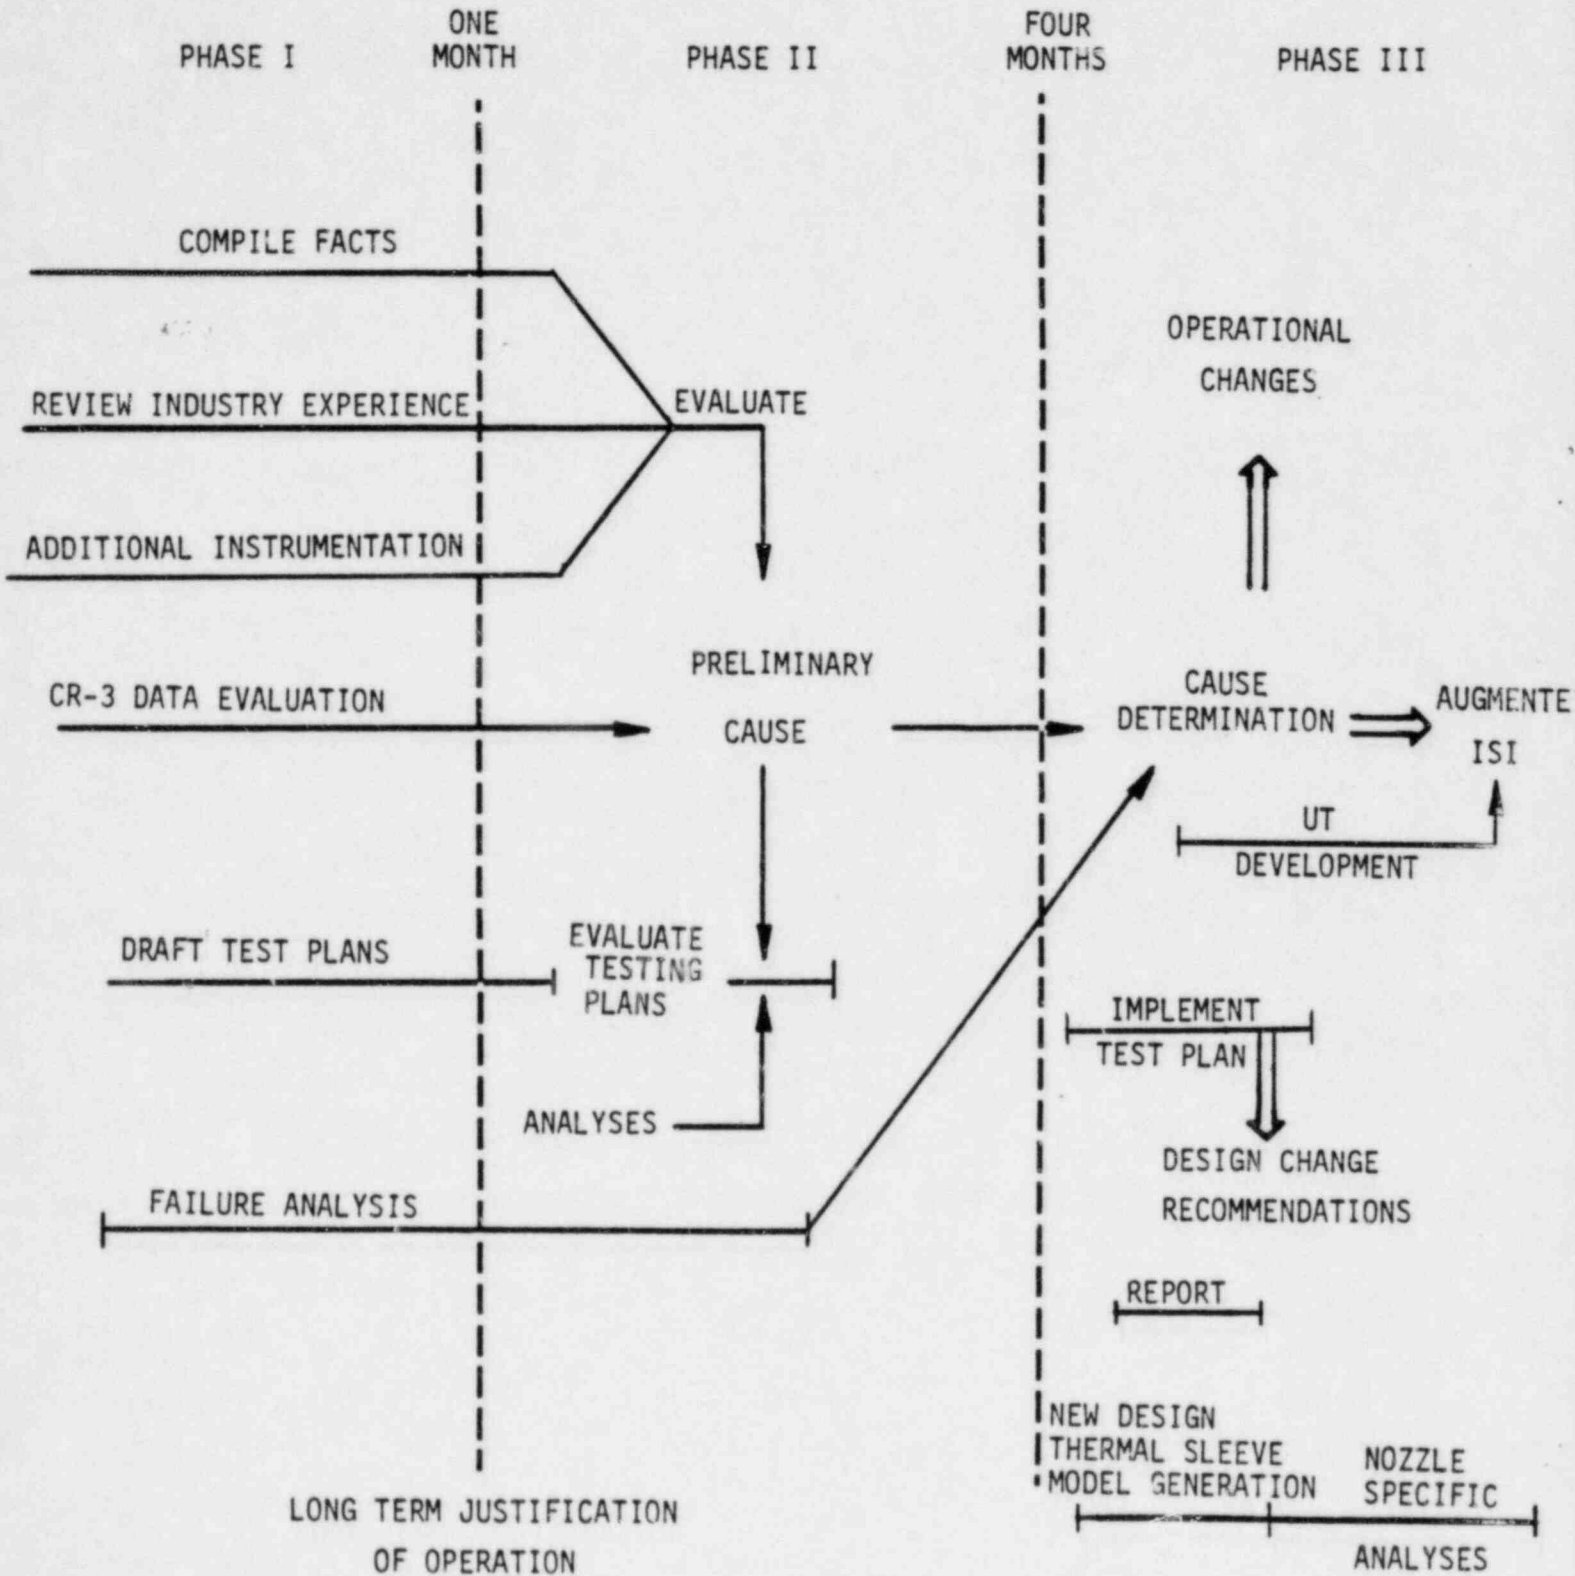 PHASE I
ONE
MONTH
PHASE II
FOUR
MONTHS
PHASE III
COMPILE FACTS
REVIEW INDUSTRY EXPERIENCE
EVALUATE
ADDITIONAL INSTRUMENTATION
OPERATIONAL
CHANGES
CR-3 DATA EVALUATION
PRELIMINARY
CAUSE
CAUSE
DETERMINATION
AUGMENTE
ISI
UT
DEVELOPMENT
DRAFT TEST PLANS
EVALUATE
TESTING
PLANS
ANALYSES
IMPLEMENT
TEST PLAN
DESIGN CHANGE
RECOMMENDATIONS
FAILURE ANALYSIS
REPORT
NEW DESIGN
THERMAL SLEEVE
MODEL GENERATION
NOZZLE
SPECIFIC
ANALYSES
LONG TERM JUSTIFICATION
OF OPERATION